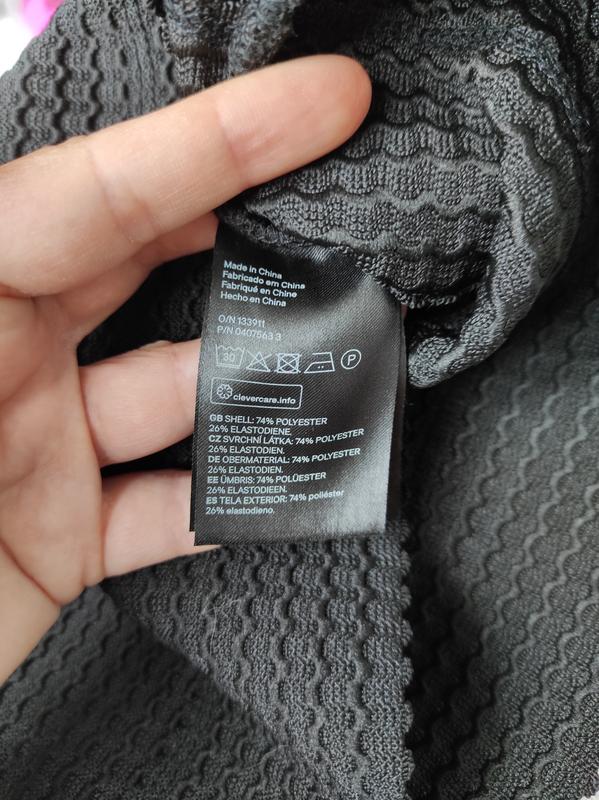 Made in China
Fabricado em China
Fabriqué en Chine
Hecho en China
O/N 133911
P/N 0407563 3
30 P
clevercare.info
GB SHELL: 74% POLYESTER
26% ELASTODIENE.
CZ SVRCHNÍ LÁTKA: 74% POLYESTER
26% ELASTODIEN.
DE OBERMATERIAL: 74% POLYESTER
26% ELASTODIEN.
EE ÜMBRIS: 74% POLÜESTER
26% ELASTODIEEN.
ES TELA EXTERIOR: 74% poliéster
26% elastodieno.